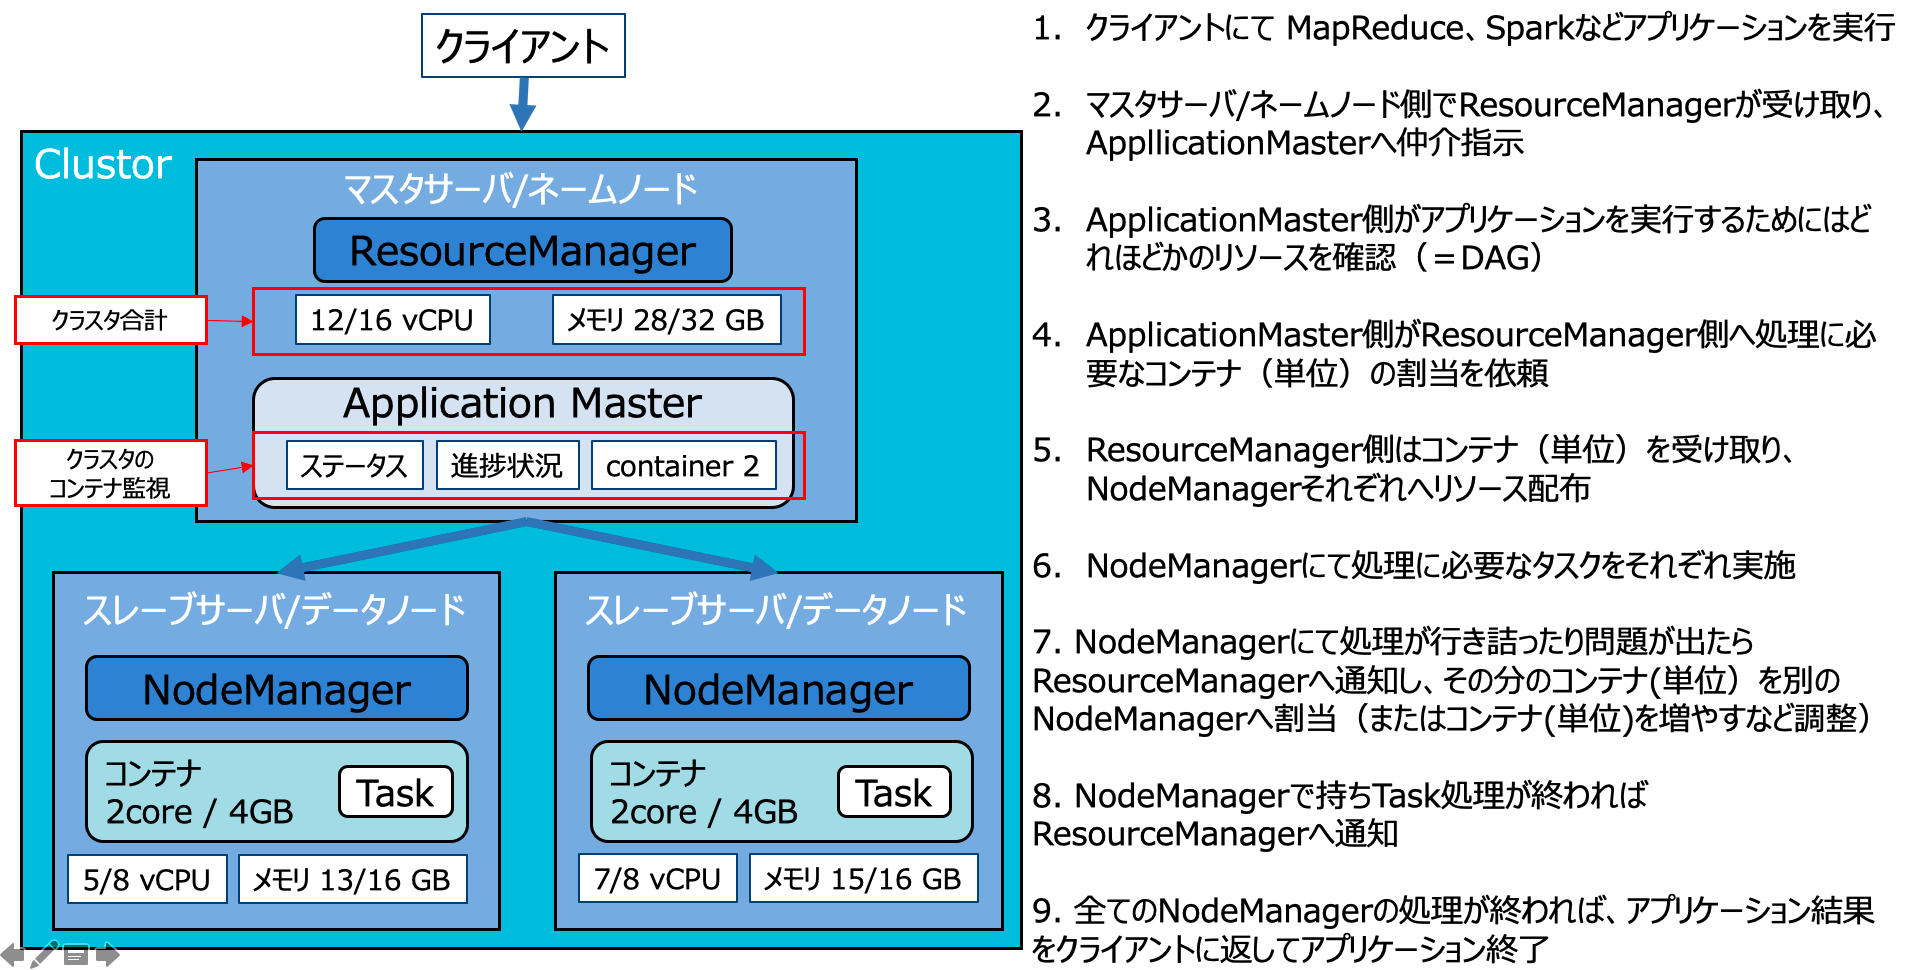 クライアント
Clustor
マスタサーバ/ネームノード
ResourceManager
クラスタ合計
12/16 vCPU
メモリ 28/32 GB
Application Master
クラスタの
コンテナ監視
ステータス
進捗状況
container 2
スレーブサーバ/データノード
NodeManager
コンテナ
2core / 4GB
Task
5/8 vCPU
メモリ 13/16 GB
スレーブサーバ/データノード
NodeManager
コンテナ
2core / 4GB
Task
7/8 vCPU
メモリ 15/16 GB
1. クライアントにて MapReduce、Sparkなどアプリケーションを実行
2. マスタサーバ/ネームノード側でResourceManagerが受け取り、
AppllicationMasterへ仲介指示
3. ApplicationMaster側がアプリケーションを実行するためにはど
れほどかのリソースを確認（＝DAG）
4. ApplicationMaster側がResourceManager側へ処理に必
要なコンテナ（単位）の割当を依頼
5. ResourceManager側はコンテナ（単位）を受け取り、
NodeManagerそれぞれへリソース配布
6. NodeManagerにて処理に必要なタスクをそれぞれ実施
7. NodeManagerにて処理が行き詰ったり問題が出たら
ResourceManagerへ通知し、その分のコンテナ(単位）を別の
NodeManagerへ割当（またはコンテナ(単位)を増やすなど調整）
8. NodeManagerで持ちTask処理が終われば
ResourceManagerへ通知
9. 全てのNodeManagerの処理が終われば、アプリケーション結果
をクライアントに返してアプリケーション終了